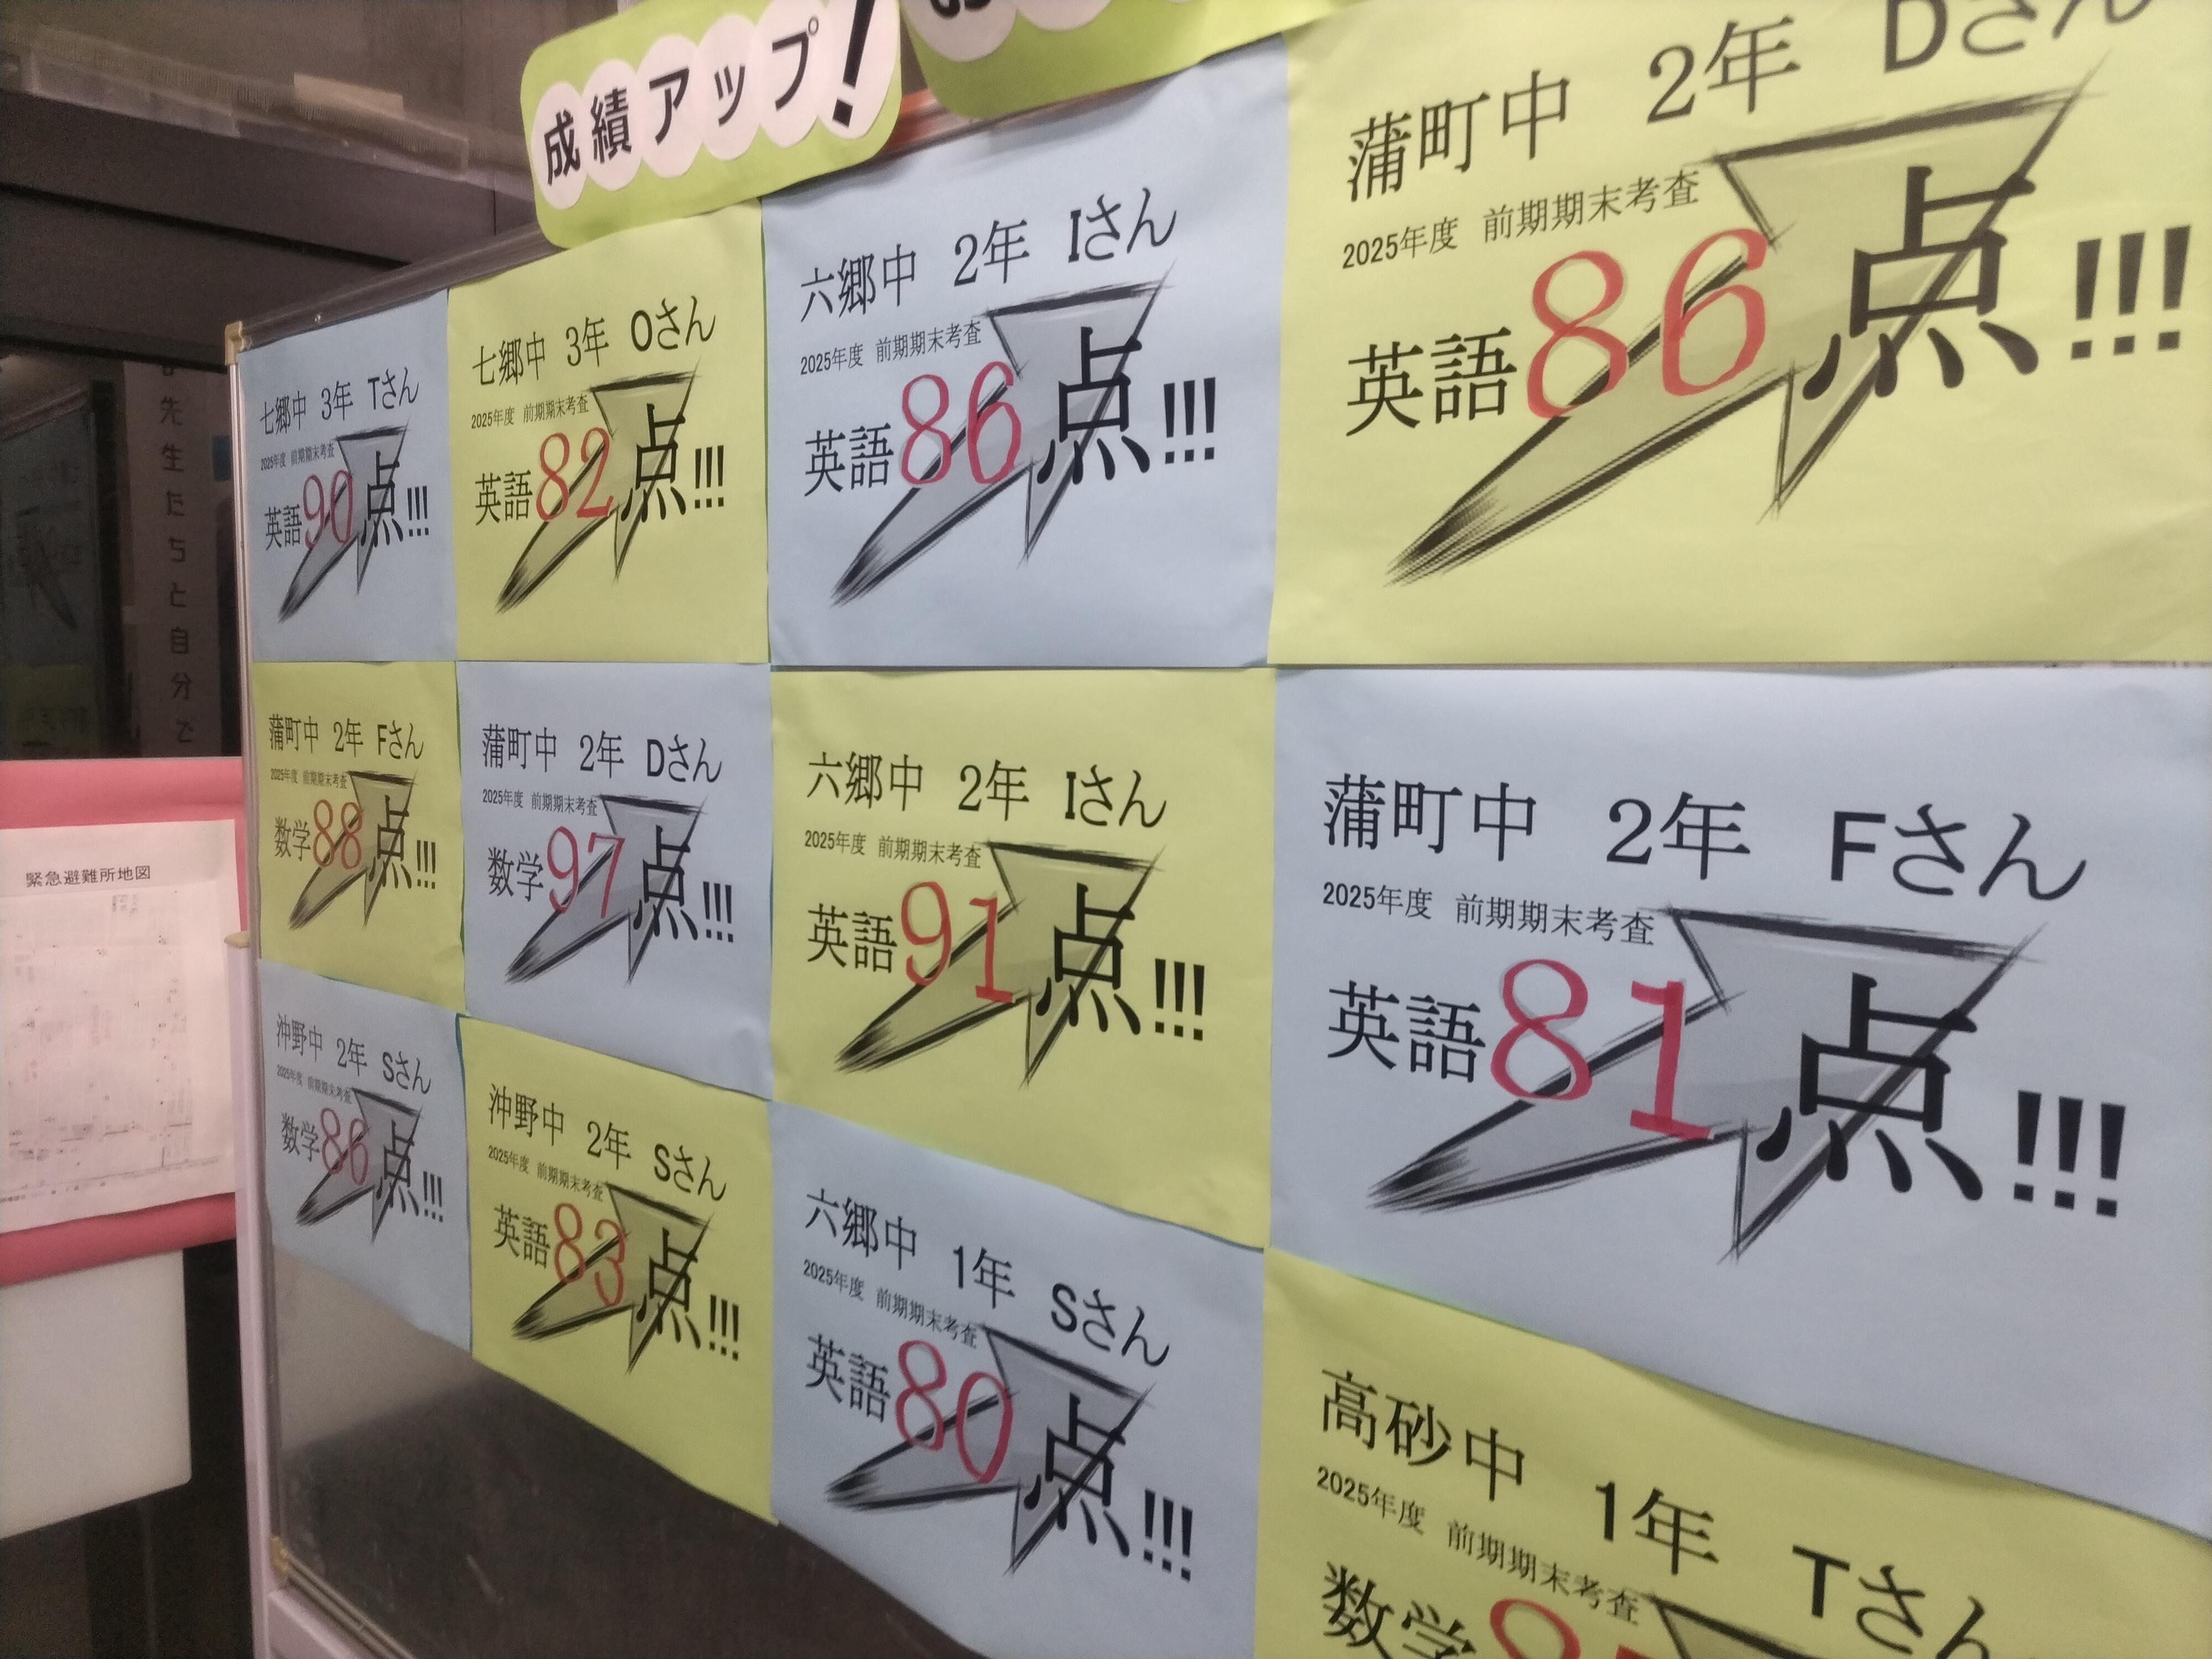 成績アップ!
七郷中 3年 Tさん
2025年度 前期期末考査
英語90点!!!
七郷中 3年 Oさん
2025年度 前期期末考査
英語82点!!!
六郷中 2年 Iさん
2025年度 前期期末考査
英語86点!!!
蒲町中 2年 Dさん
2025年度 前期期末考査
英語86点!!!
蒲町中 2年 Fさん
2025年度 前期期末考査
数学88点!!!
蒲町中 2年 Dさん
2025年度 前期期末考査
数学97点!!!
六郷中 2年 Iさん
2025年度 前期期末考査
英語91点!!!
蒲町中 2年 Fさん
2025年度 前期期末考査
英語81点!!!
沖野中 2年 Sさん
2025年度 前期期末考査
数学86点!!!
沖野中 2年 Sさん
2025年度 前期期末考査
英語83点!!!
六郷中 1年 Sさん
2025年度 前期期末考査
英語80点!!!
高砂中 1年 Tさん
2025年度 前期期末考査
数学
先生たちと自分で
緊急避難所地図